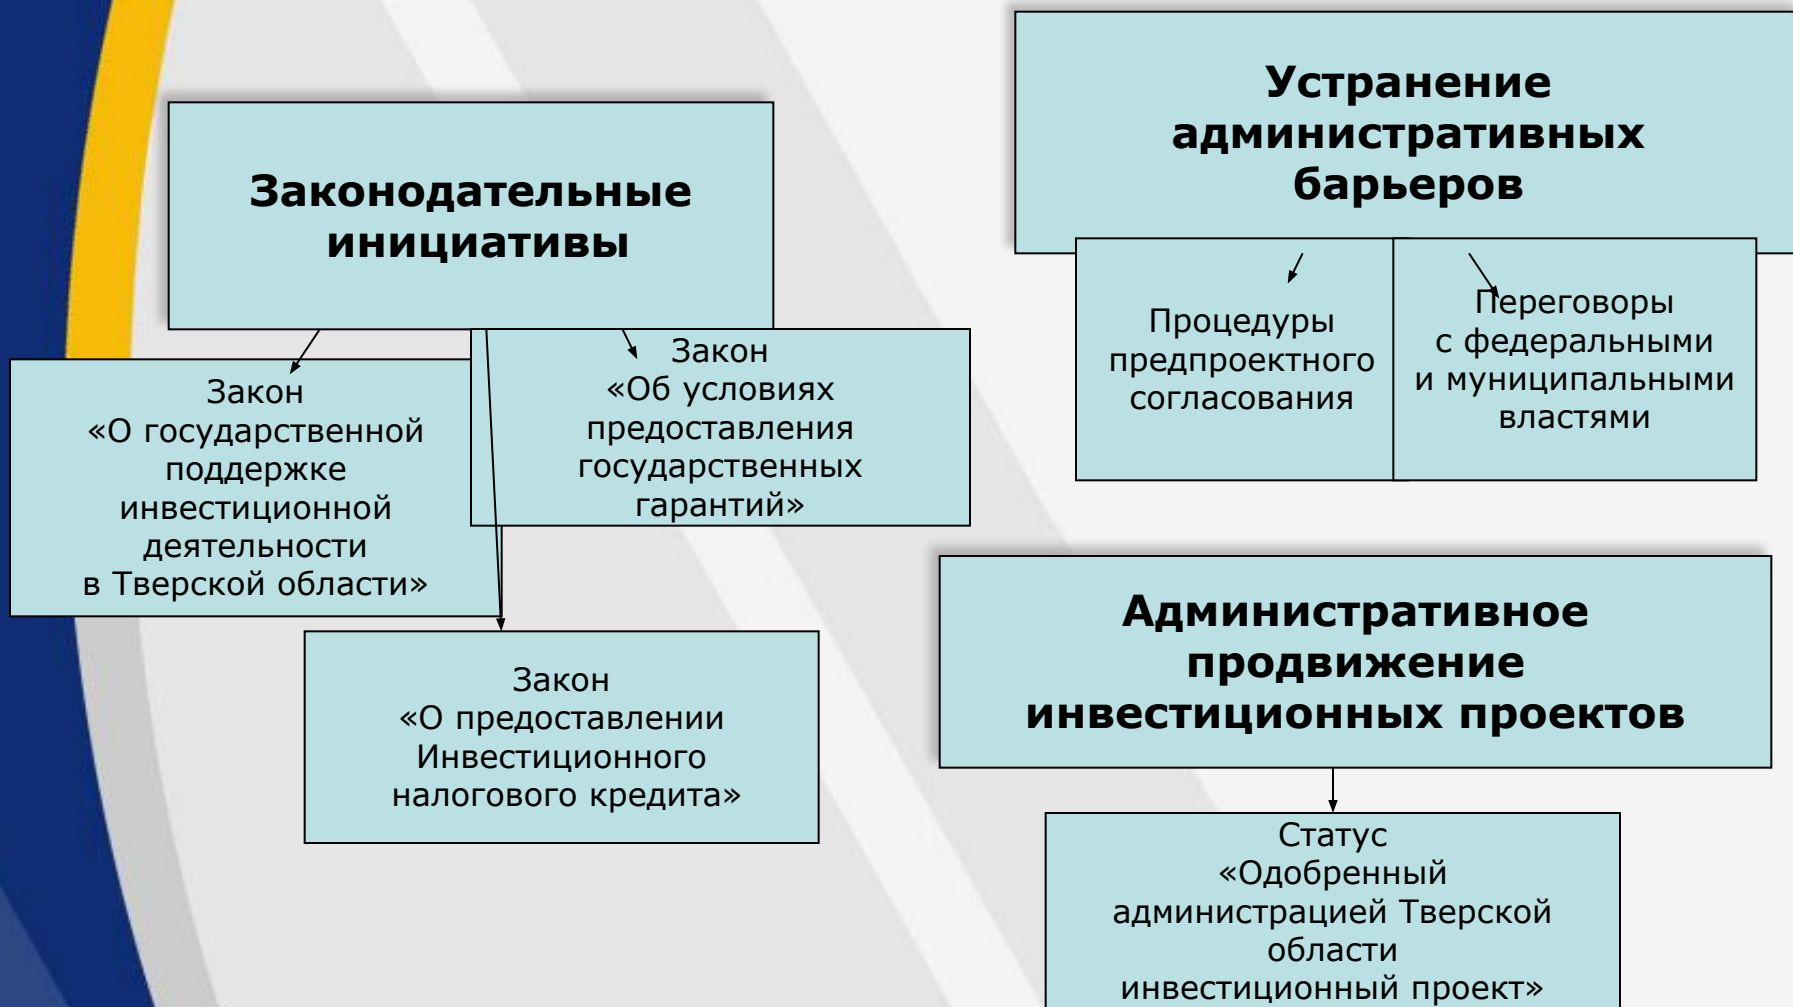 Законодательные
инициативы
Закон
«О государственной
поддержке
инвестиционной
деятельности
в Тверской области»
Закон
«Об условиях
предоставления
государственных
гарантий»
Закон
«О предоставлении
Инвестиционного
налогового кредита»
Устранение
административных
барьеров
Процедуры
предпроектного
согласования
Переговоры
с федеральными
и муниципальными
властями
Административное
продвижение
инвестиционных проектов
Статус
«Одобренный
администрацией Тверской
области
инвестиционный проект»